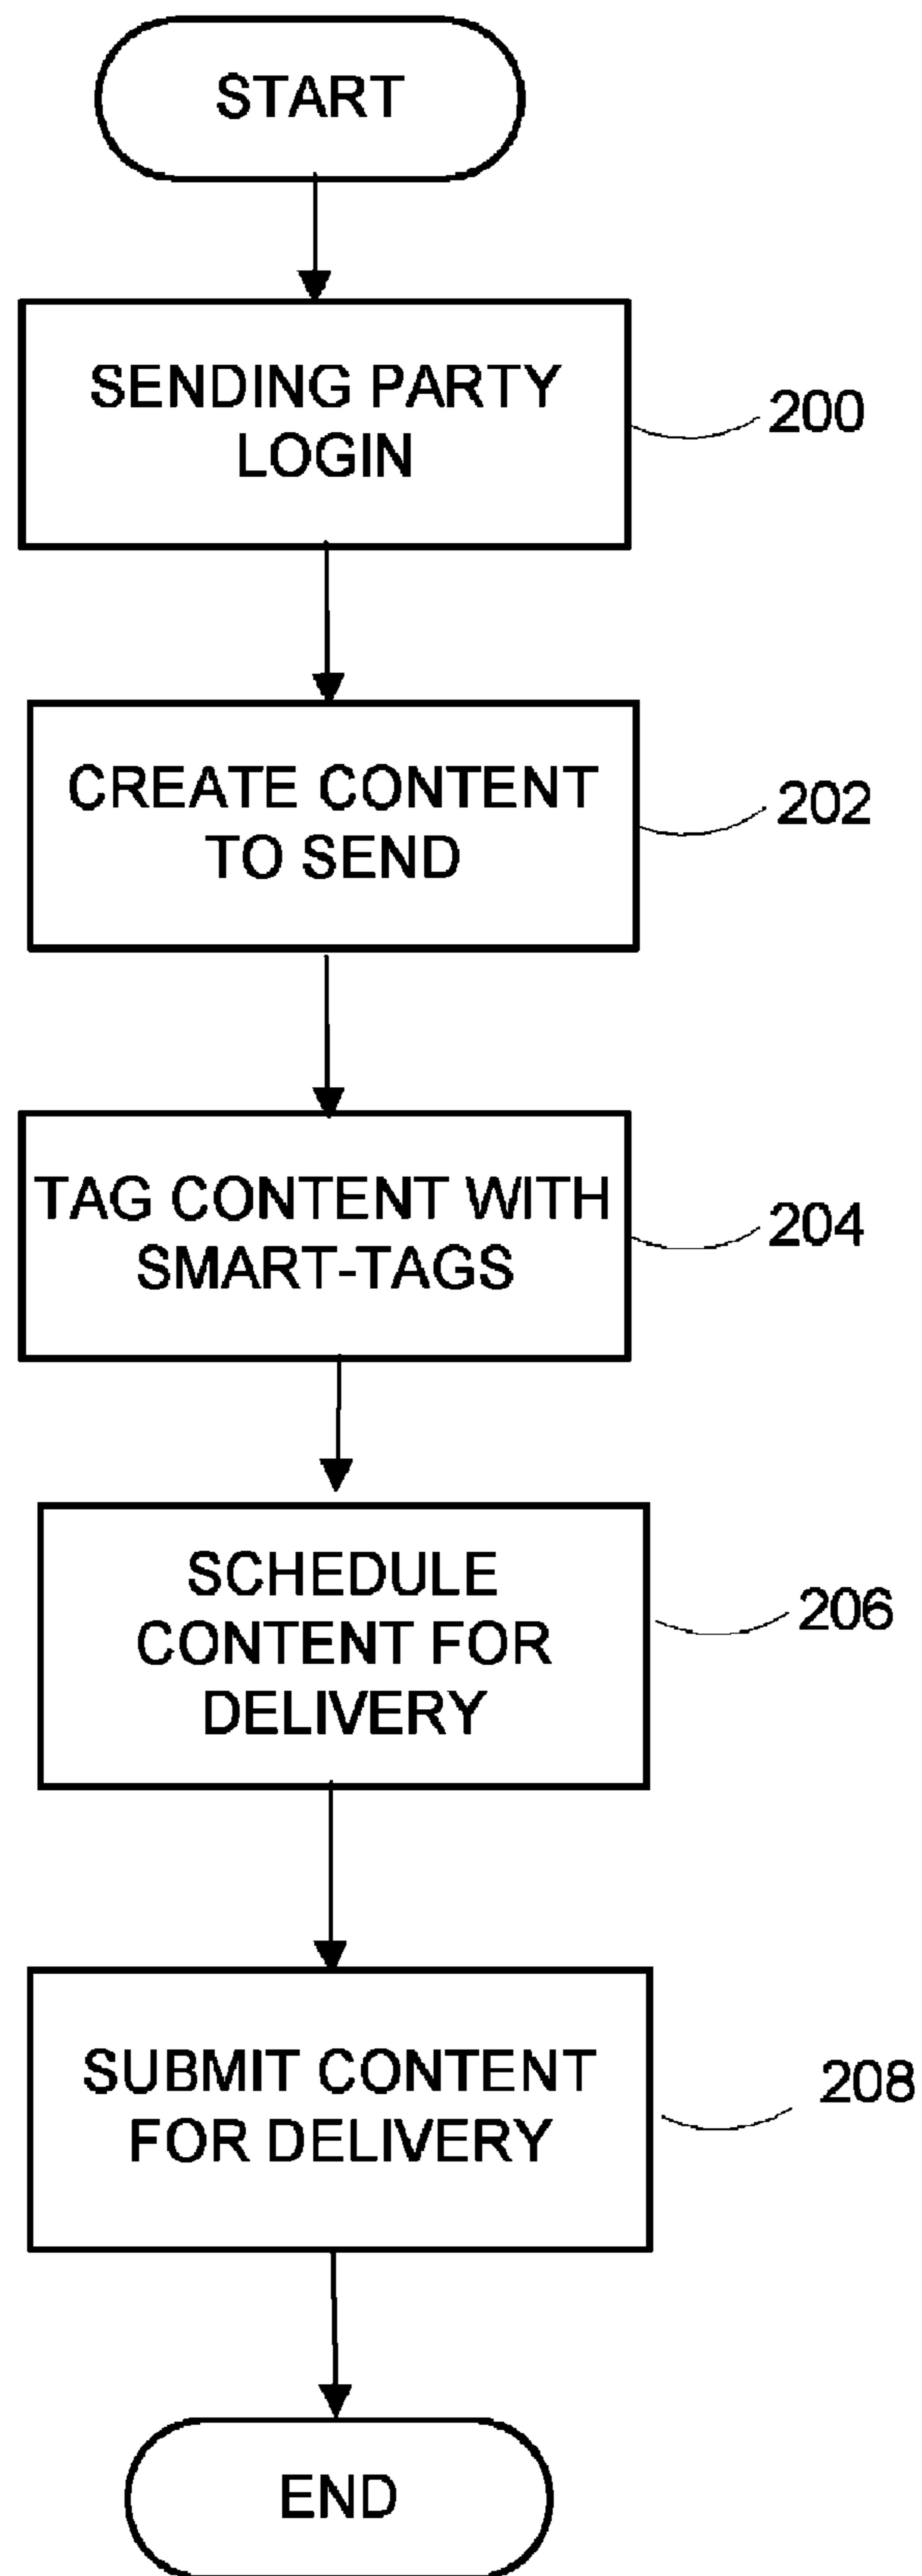 START
SENDING PARTY
LOGIN
200
CREATE CONTENT
TO SEND
202
TAG CONTENT WITH
SMART-TAGS
204
SCHEDULE
CONTENT FOR
DELIVERY
206
SUBMIT CONTENT
FOR DELIVERY
208
END